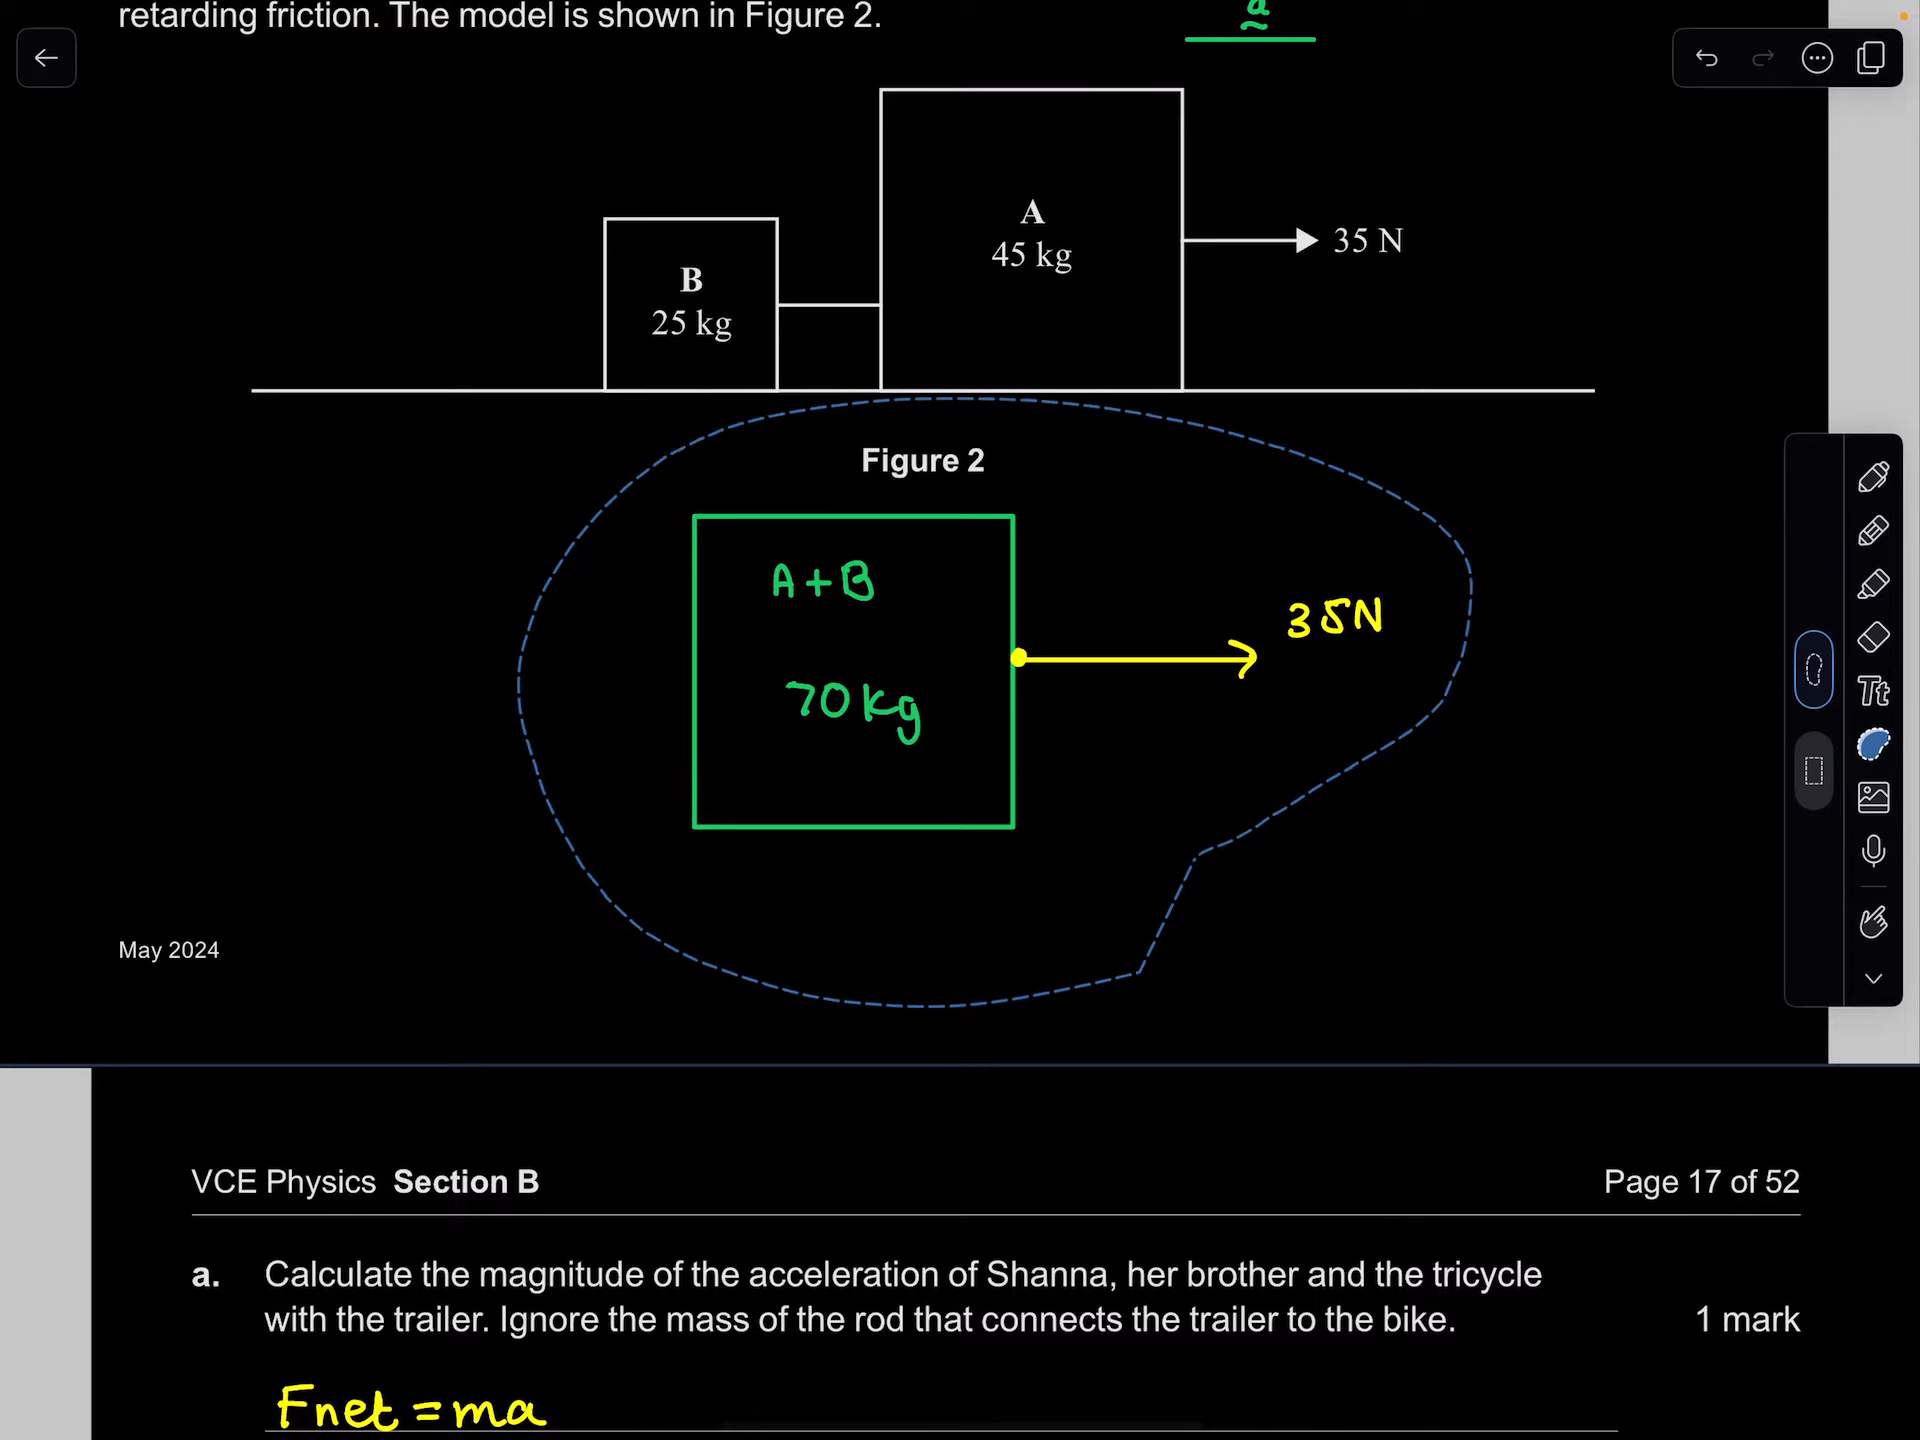 retarding friction. The model is shown in Figure 2.
a
A
45 kg
35 N
B
25 kg
Figure 2
A+B
70kg
35N
May 2024
VCE Physics Section B
Page 17 of 52
a. Calculate the magnitude of the acceleration of Shanna, her brother and the tricycle
with the trailer. Ignore the mass of the rod that connects the trailer to the bike.
1 mark
Fnet = ma
Tt